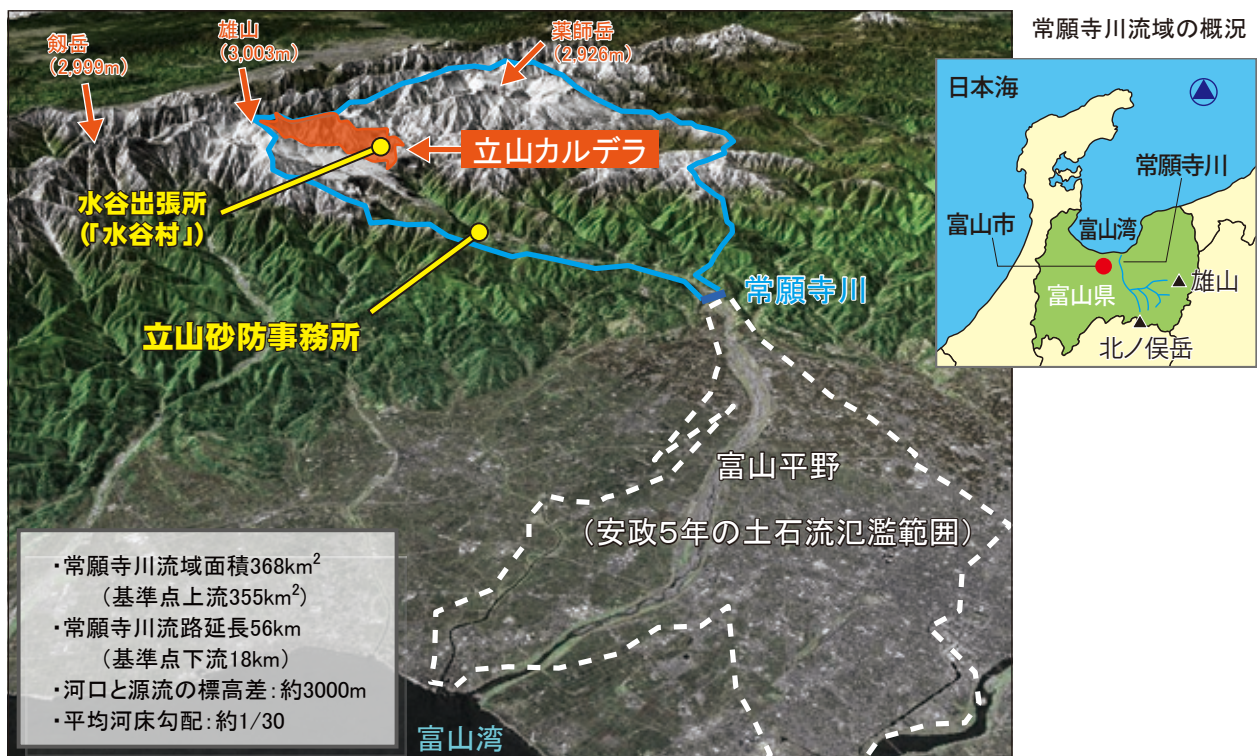 常願寺川流域の概況
剱岳
(2,999m)
雄山
(3,003m)
薬師岳
(2,926m)
立山カルデラ
水谷出張所
(「水谷村」)
立山砂防事務所
常願寺川
富山平野
(安政5年の土石流氾濫範囲)
・常願寺川流域面積368km²
(基準点上流355km²)
・常願寺川流路延長56km
(基準点下流18km)
・河口と源流の標高差：約3000m
・平均河床勾配：約1/30
富山湾
日本海
常願寺川
富山市
富山湾
富山県
雄山
北ノ俣岳